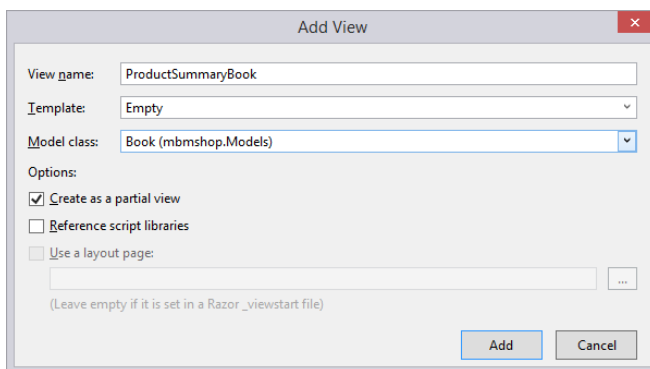 Add View
View name: ProductSummaryBook
Template: Empty
Model class: Book (mbmshop.Models)
Options:
Create as a partial view
Reference script libraries
Use a layout page:
...
(Leave empty if it is set in a Razor _viewstart file)
Add Cancel